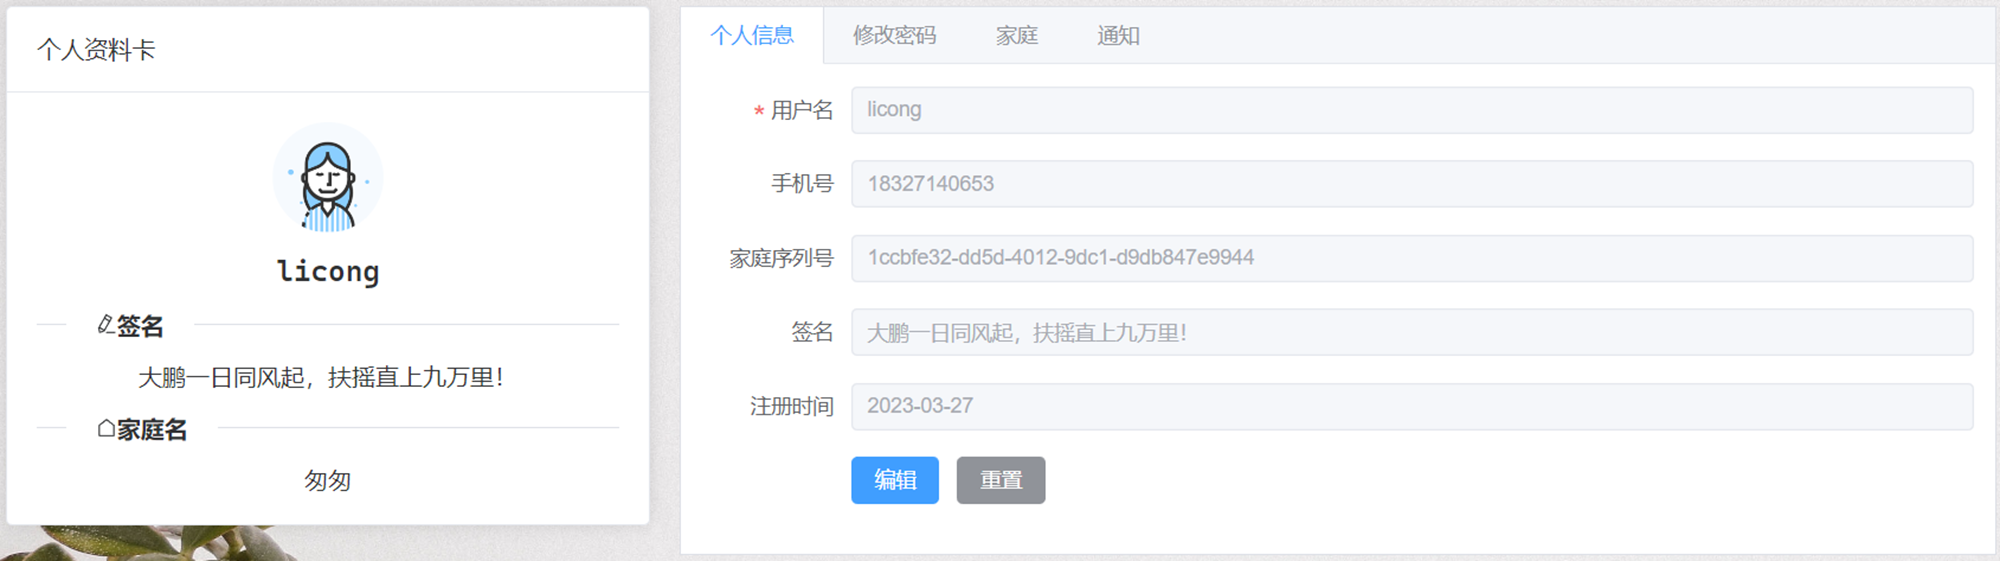 个人资料卡
licong
签名
大鹏一日同风起，扶摇直上九万里！
家庭名
匆匆
个人信息 修改密码 家庭 通知
* 用户名 licong
手机号 18327140653
家庭序列号 1ccbfe32-dd5d-4012-9dc1-d9db847e9944
签名 大鹏一日同风起，扶摇直上九万里！
注册时间 2023-03-27
编辑 重置